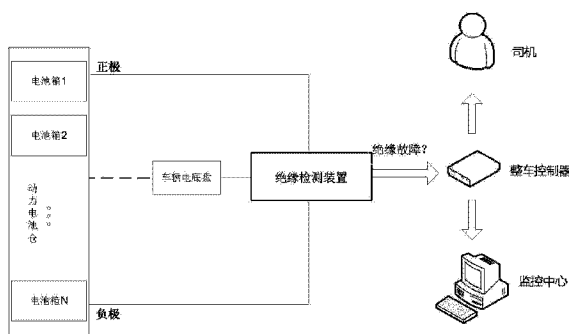 司机
电池箱1
正极
电池箱2
绝缘故障?
车辆电底盘
绝缘检测装置
整车控制器
动力电池仓
监控中心
电池箱N
负极